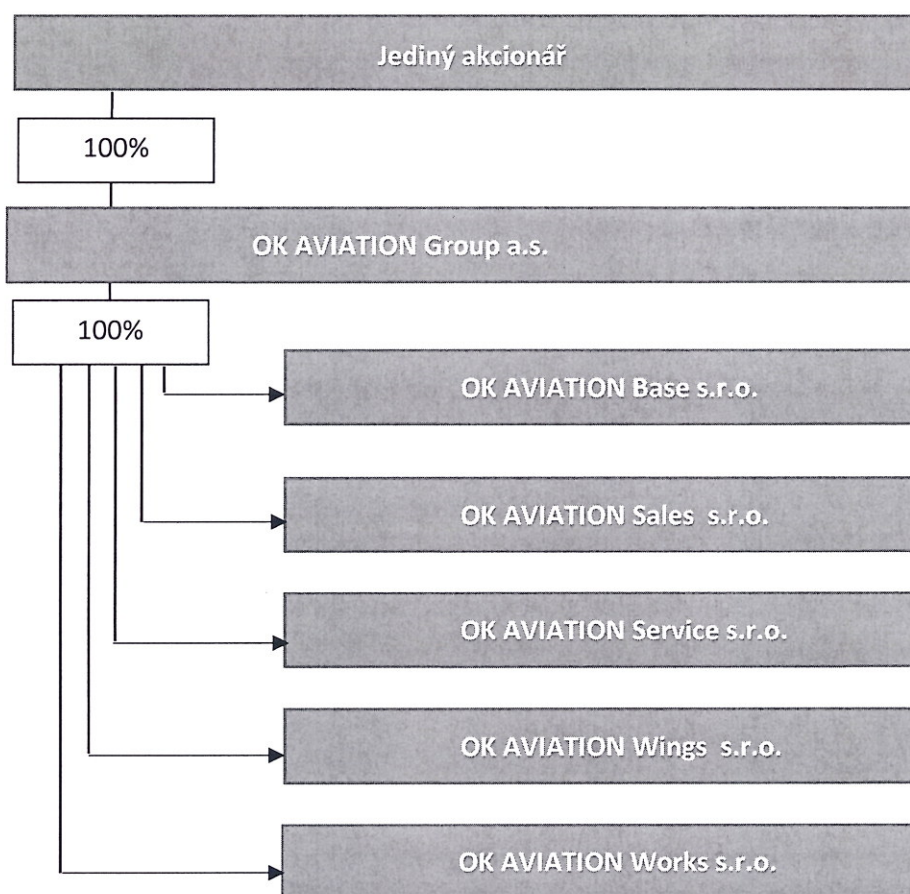 Jediný akcionář
100%
OK AVIATION Group a.s.
100%
OK AVIATION Base s.r.o.
OK AVIATION Sales s.r.o.
OK AVIATION Service s.r.o.
OK AVIATION Wings s.r.o.
OK AVIATION Works s.r.o.